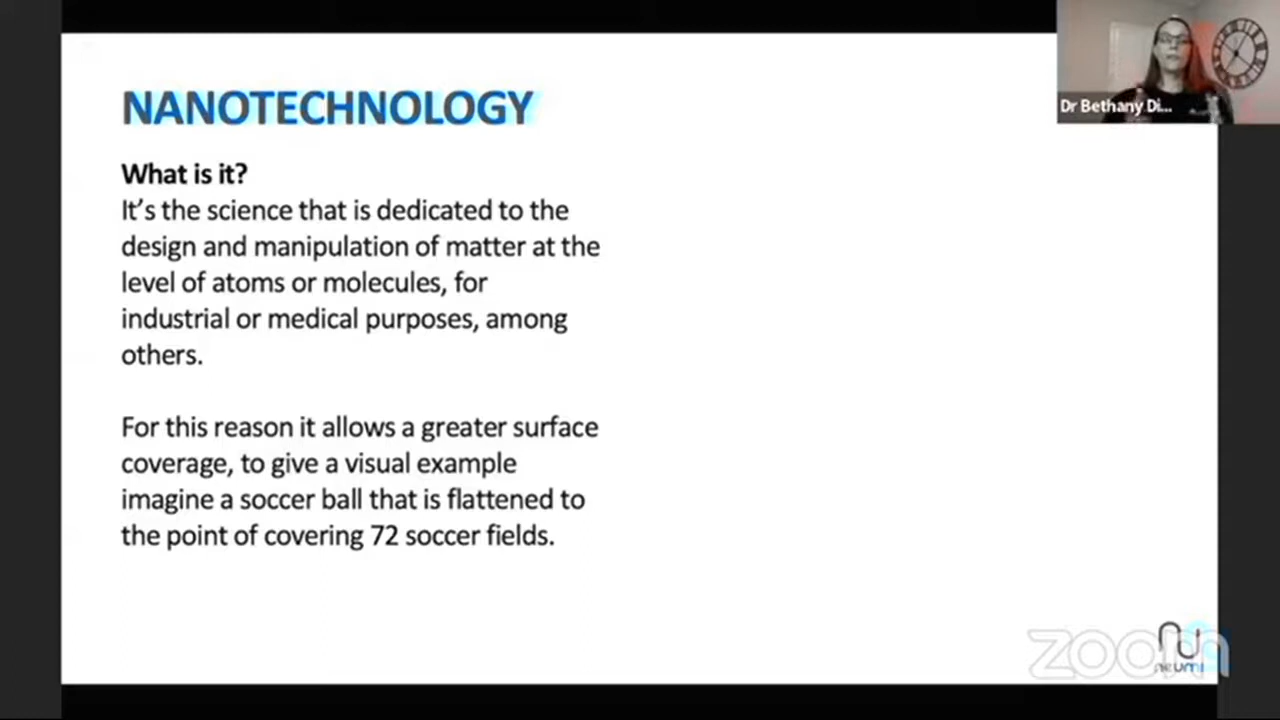 NANOTECHNOLOGY
What is it?
It's the science that is dedicated to the
design and manipulation of matter at the
level of atoms or molecules, for
industrial or medical purposes, among
others.
For this reason it allows a greater surface
coverage, to give a visual example
imagine a soccer ball that is flattened to
the point of covering 72 soccer fields.
Dr Bethany Di...
zoom
neumi